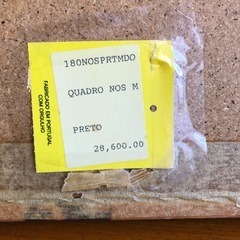 180NOSPRTMDO
QUADRO NOS M
PRETO
28,600.00
FABRICADO EM PORTUGAL
COM ORGULHO